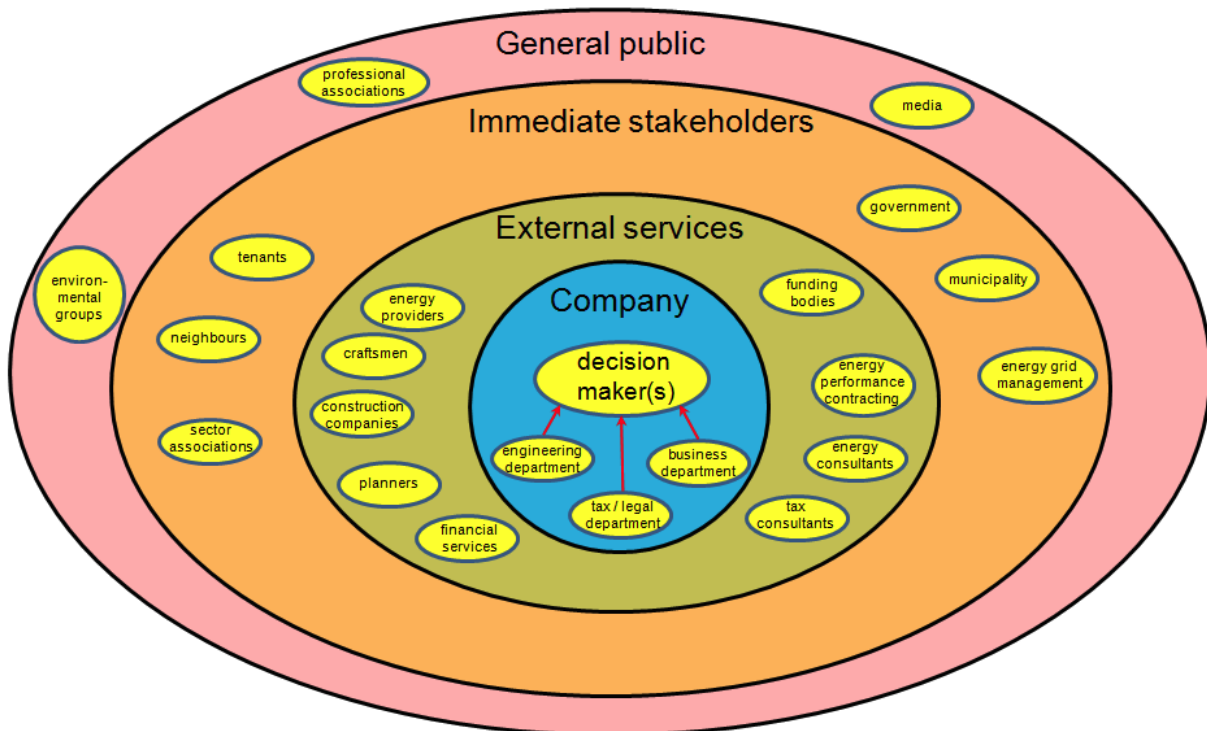 General public
professional
associations
media
Immediate stakeholders
government
External services
tenants
environ-
mental
groups
municipality
funding
bodies
energy
providers
Company
neighbours
craftsmen
decision
maker(s)
energy
performance
contracting
energy grid
management
construction
companies
sector
associations
engineering
department
business
department
energy
consultants
planners
tax / legal
department
tax
consultants
financial
services